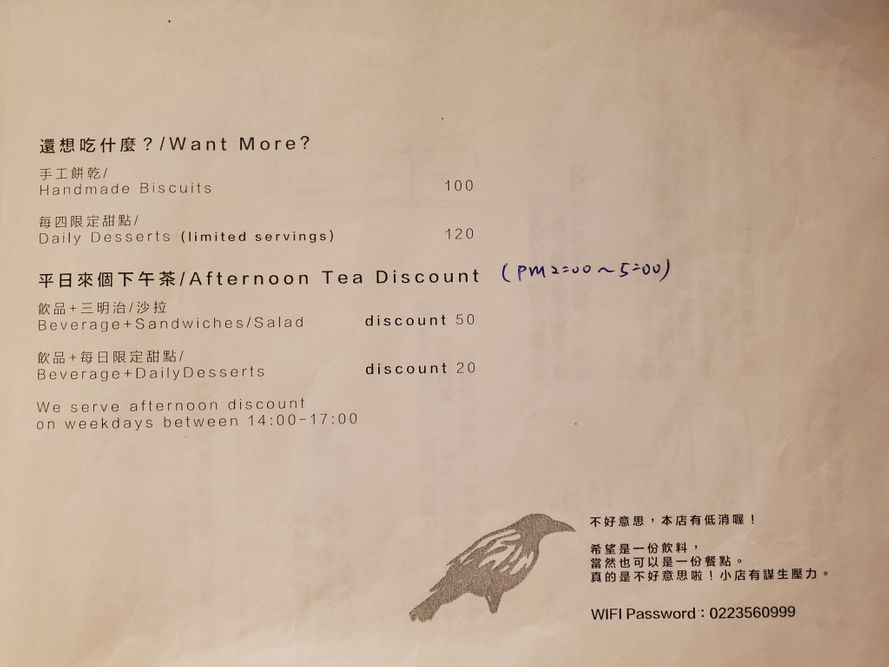 還想吃什麼？/Want More?
手工餅乾/
Handmade Biscuits 100
每四限定甜點/
Daily Desserts (limited servings) 120
平日來個下午茶/Afternoon Tea Discount (PM2:00~5:00)
飲品+三明治/沙拉
Beverage+Sandwiches/Salad discount 50
飲品+每日限定甜點/
Beverage+DailyDesserts discount 20
We serve afternoon discount
on weekdays between 14:00-17:00
不好意思，本店有低消喔！
希望是一份飲料，
當然也可以是一份餐點。
真的是不好意思啦！小店有謀生壓力。
WIFI Password：0223560999